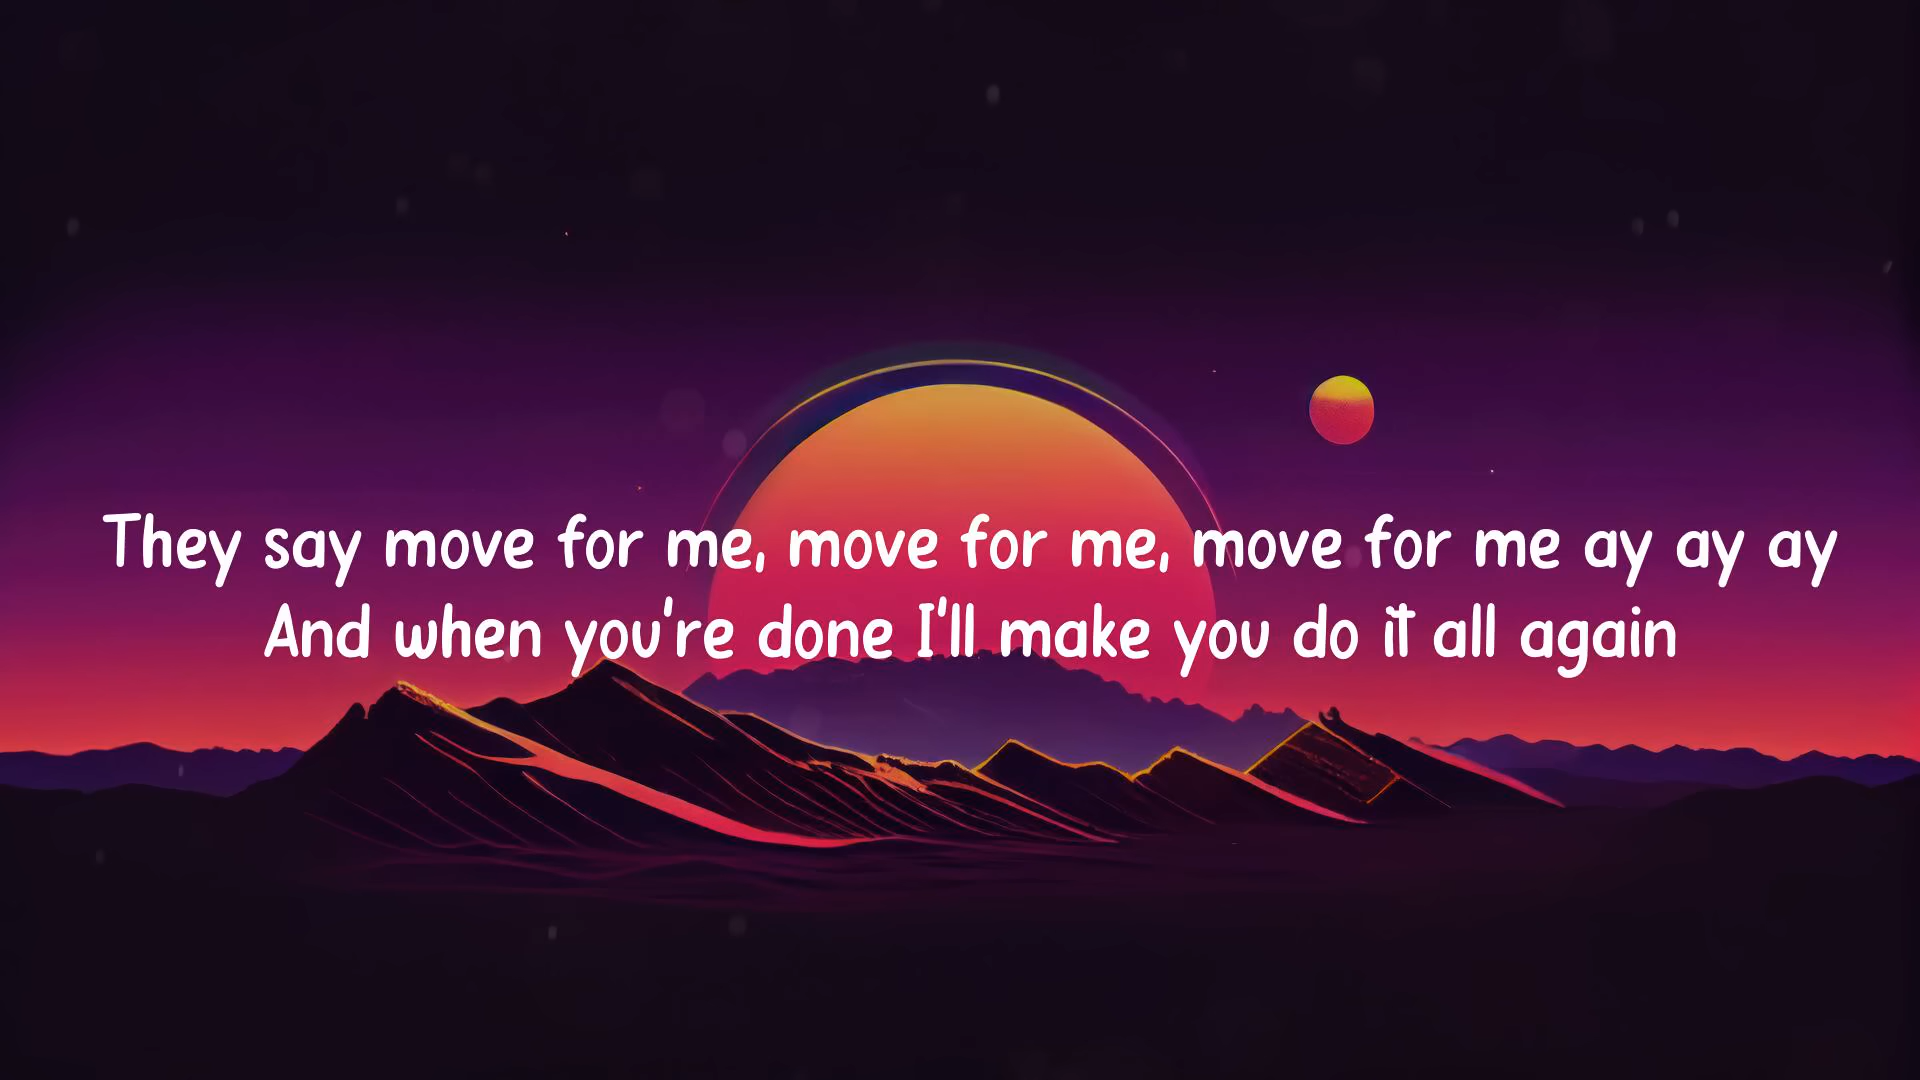 They say move for me, move for me, move for me ay ay ay
And when you're done I'll make you do it all again